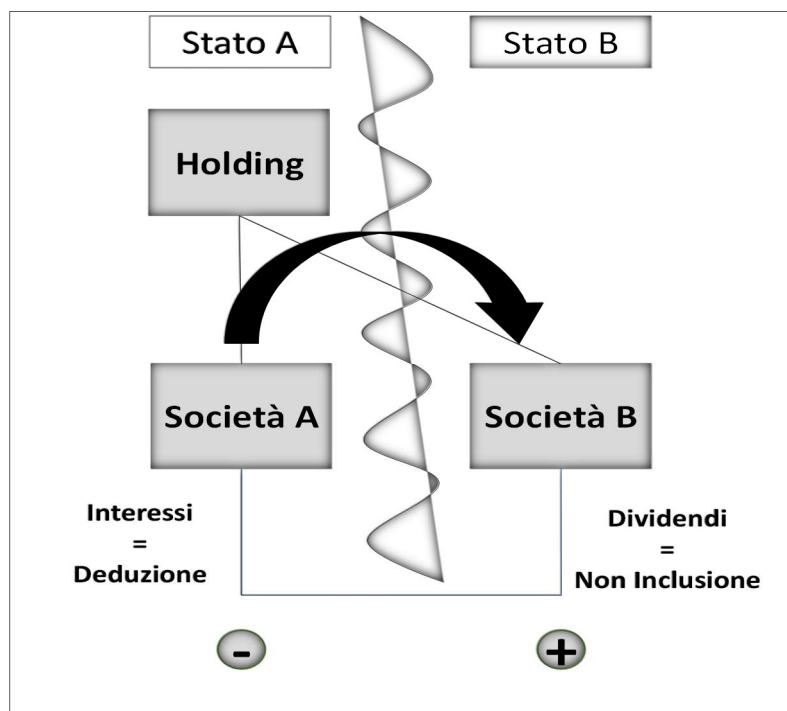 Stato A
Stato B
Holding
Società A
Società B
Interessi
=
Deduzione
Dividendi
=
Non Inclusione
-
+